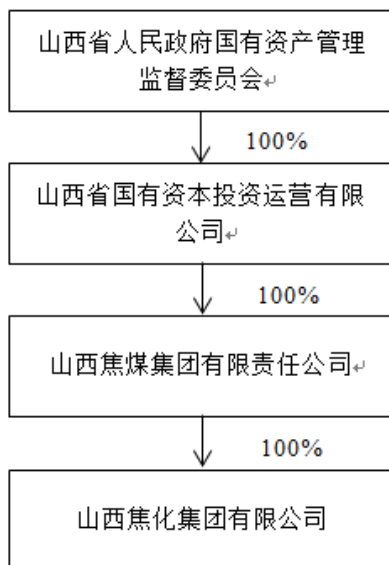 山西省人民政府国有资产管理
监督委员会↵
100%
山西省国有资本投资运营有限
公司↵
100%
山西焦煤集团有限责任公司↵
100%
山西焦化集团有限公司